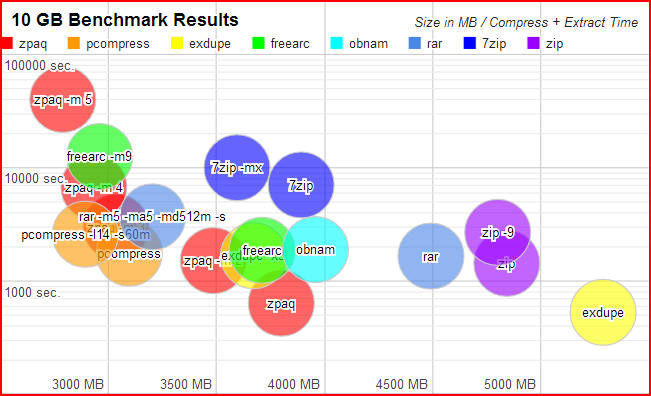 10 GB Benchmark Results
Size in MB / Compress + Extract Time
zpaq pcompress exdupe freearc obnam rar 7zip zip
100000 sec.
zpaq -m 5
freearc -m9
7zip -mx
10000 sec.
zpaq -m 4
7zip
rar -m5 -ma5 -md512m -s
pcompress -l14 -s60m
zip -9
pcompress
zpaq -m
exdupe
freearc
obnam
rar
zip
1000 sec.
zpaq
exdupe
3000 MB 3500 MB 4000 MB 4500 MB 5000 MB